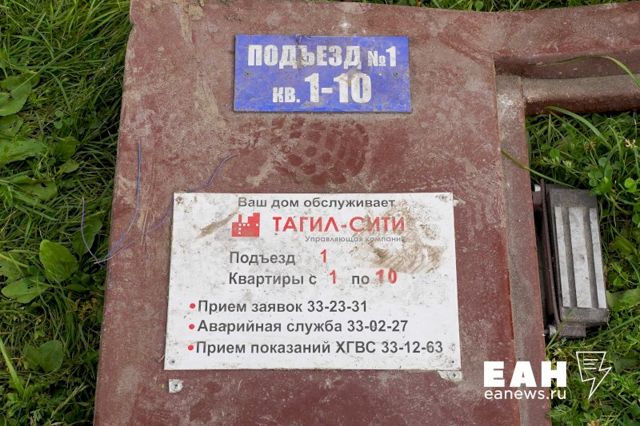 ПОДЪЕЗД №1
кв. 1-10
Ваш дом обслуживает
ТАГИЛ-СИТИ
Управляющая компания
Подъезд 1
Квартиры с 1 по 10
•Прием заявок 33-23-31
•Аварийная служба 33-02-27
•Прием показаний ХГВС 33-12-63
ЕАН
eanews.ru